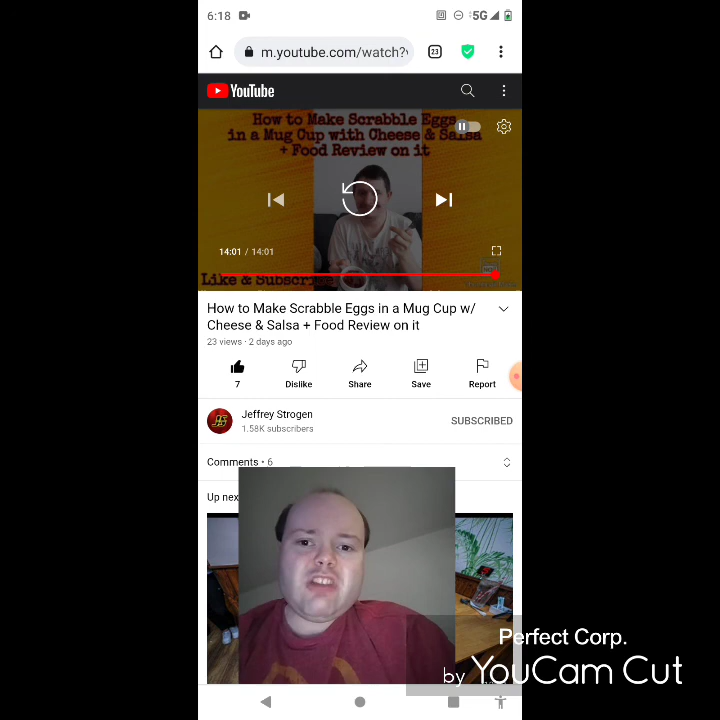 6:18
5G
m.youtube.com/watch?v
23
YouTube
How to Make Scrabble Eggs
in a Mug Cup with Cheese & Salsa
+ Food Review on it
14:01 / 14:01
Like & Subscribe
How to Make Scrabble Eggs in a Mug Cup w/
Cheese & Salsa + Food Review on it
23 views · 2 days ago
7 Dislike Share Save Report
JS
Jeffrey Strogen
1.58K subscribers
SUBSCRIBED
Comments • 6
Up nex
Perfect Corp.
by YouCam Cut